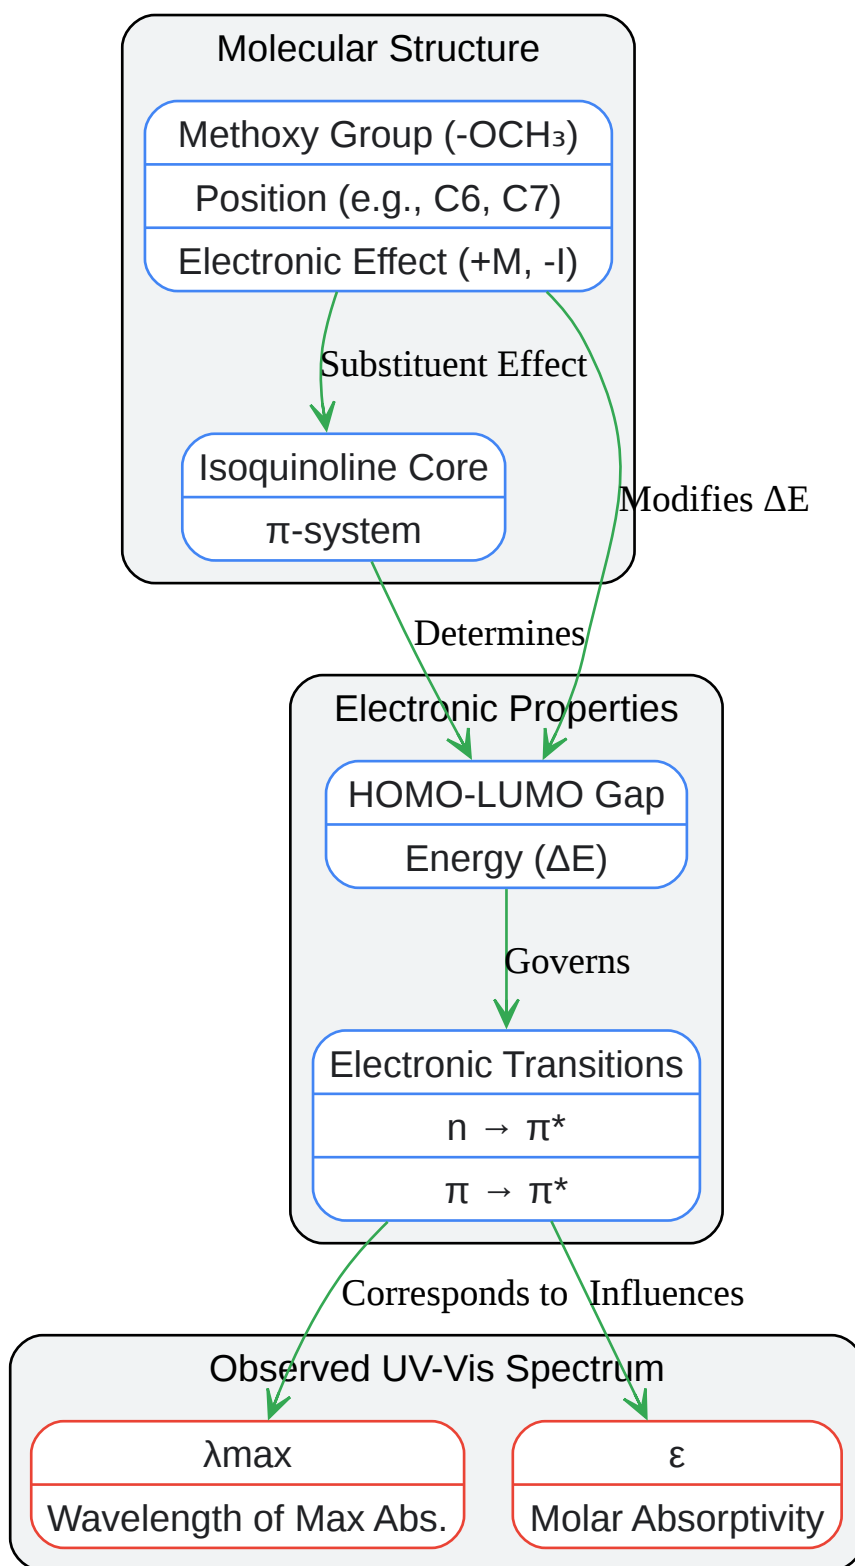 Molecular Structure
Methoxy Group (-OCH₃)
Position (e.g., C6, C7)
Electronic Effect (+M, -I)
Substituent Effect
Isoquinoline Core
π-system
Modifies ΔE
Determines
Electronic Properties
HOMO-LUMO Gap
Energy (ΔE)
Governs
Electronic Transitions
n → π*
π → π*
Corresponds to
Influences
Observed UV-Vis Spectrum
λmax
Wavelength of Max Abs.
ε
Molar Absorptivity